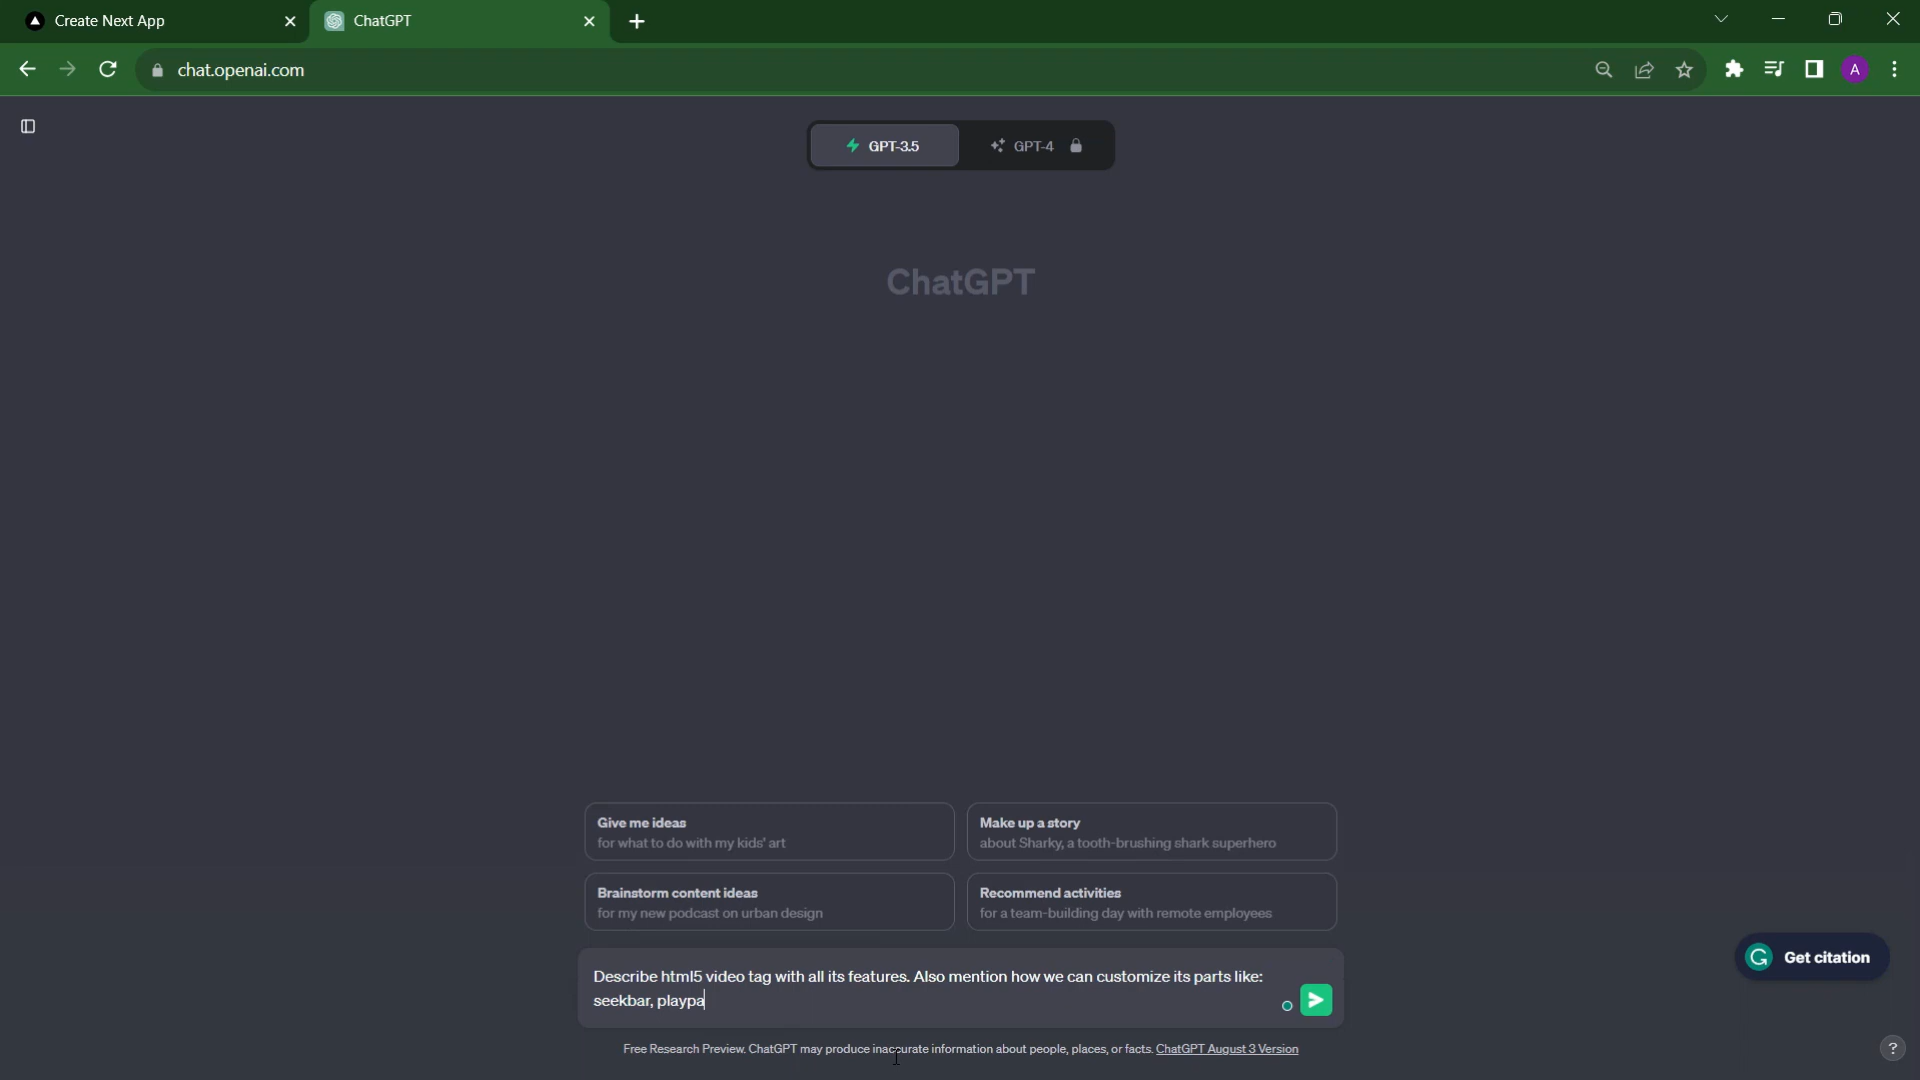 Create Next App
ChatGPT
chat.openai.com
A
GPT-3.5
GPT-4
ChatGPT
Give me ideas
for what to do with my kids' art
Make up a story
about Sharky, a tooth-brushing shark superhero
Brainstorm content ideas
for my new podcast on urban design
Recommend activities
for a team-building day with remote employees
G Get citation
Describe html5 video tag with all its features. Also mention how we can customize its parts like:
seekbar, playpa
Free Research Preview. ChatGPT may produce inaccurate information about people, places, or facts. ChatGPT August 3 Version
?